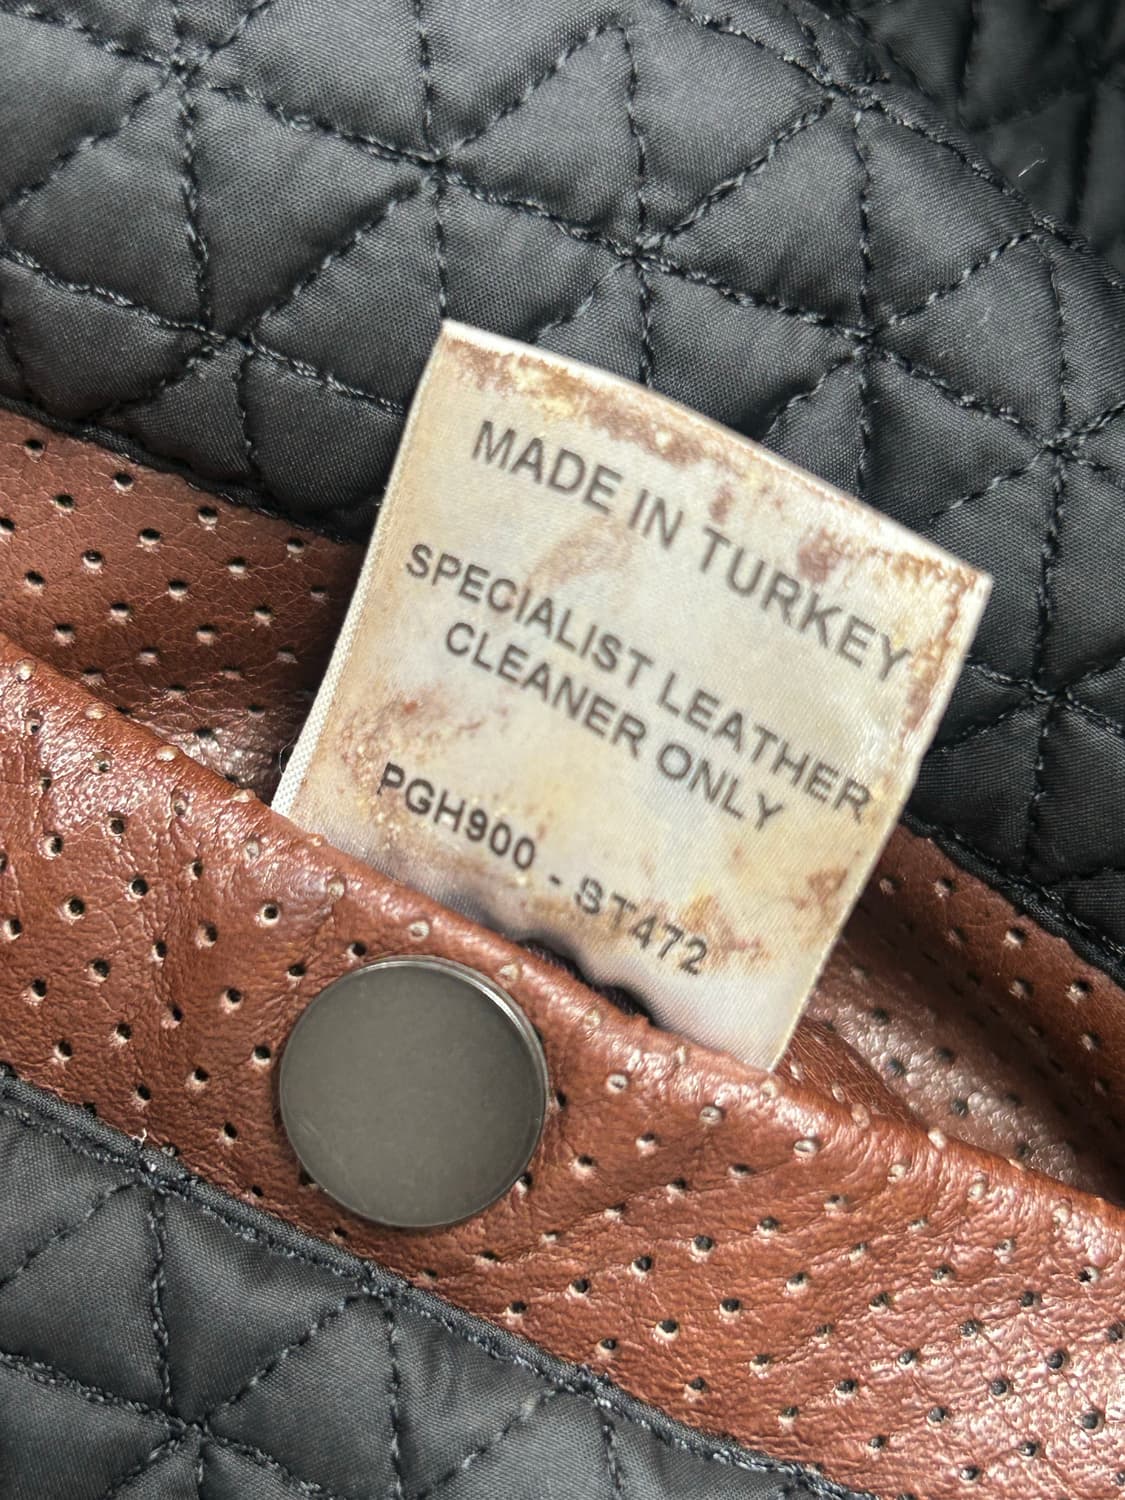 MADE IN TURKEY
SPECIALIST LEATHER
CLEANER ONLY
PGH900 - ST472